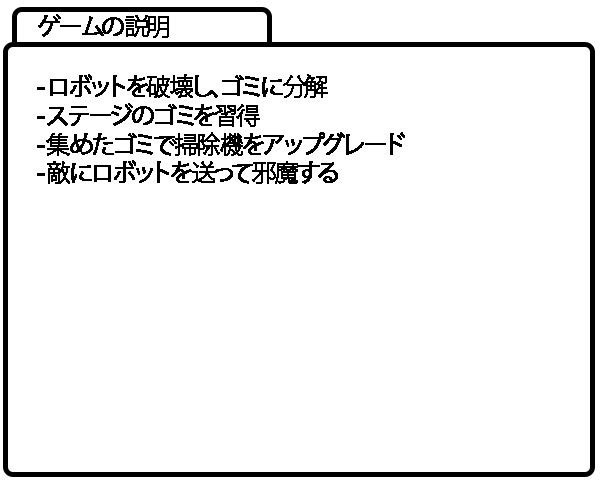 ゲームの説明
-ロボットを破壊し、ゴミに分解
-ステージのゴミを習得
-集めたゴミで掃除機をアップグレード
-敵にロボットを送って邪魔する